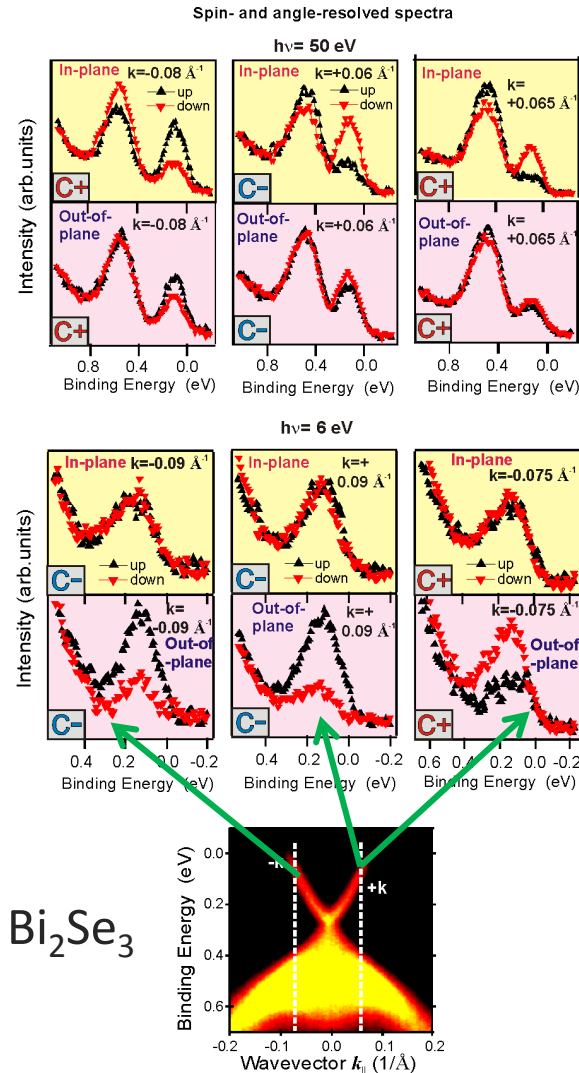 Spin- and angle-resolved spectra
hν= 50 eV
In-plane k=-0.08 Å-1
up
down
C+
In-plane k=+0.06 Å-1
up
down
C−
In-plane
k=
+0.065 Å-1
C+
Out-of-
plane
k=-0.08 Å-1
C+
Out-of-
plane
k=+0.06 Å-1
C−
Out-of-
plane
k=
+0.065 Å-1
C+
Intensity (arb.units)
0.8 0.4 0.0
0.8 0.4 0.0
0.8 0.4 0.0
Binding Energy (eV)
Binding Energy (eV)
Binding Energy (eV)
hν= 6 eV
In-plane k=-0.09 Å-1
up
down
C−
In-plane k=+
0.09 Å-1
up
down
C−
In-plane
k=-0.075 Å-1
up
down
C+
k=
-0.09 Å-1
Out-of
-plane
C−
Out-of-
plane
k=+
0.09 Å-1
C−
k=-0.075 Å-1
Out-of
-plane
C+
Intensity (arb.units)
0.4 0.2 0.0 -0.2
0.4 0.2 0.0 -0.2
0.6 0.4 0.2 0.0 -0.2
Binding Energy (eV)
Binding Energy (eV)
Binding Energy (eV)
Bi2Se3
Binding Energy (eV)
0.0
0.2
0.4
0.6
-k
+k
-0.2 -0.1 0.0 0.1 0.2
Wavevector k|| (1/Å)